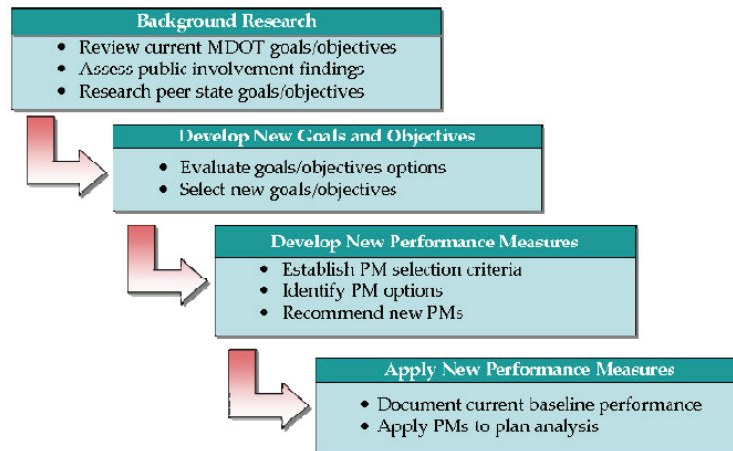 Background Research
• Review current MDOT goals/objectives
• Assess public involvement findings
• Research peer state goals/objectives
Develop New Goals and Objectives
• Evaluate goals/objectives options
• Select new goals/objectives
Develop New Performance Measures
• Establish PM selection criteria
• Identify PM options
• Recommend new PMs
Apply New Performance Measures
• Document current baseline performance
• Apply PMs to plan analysis